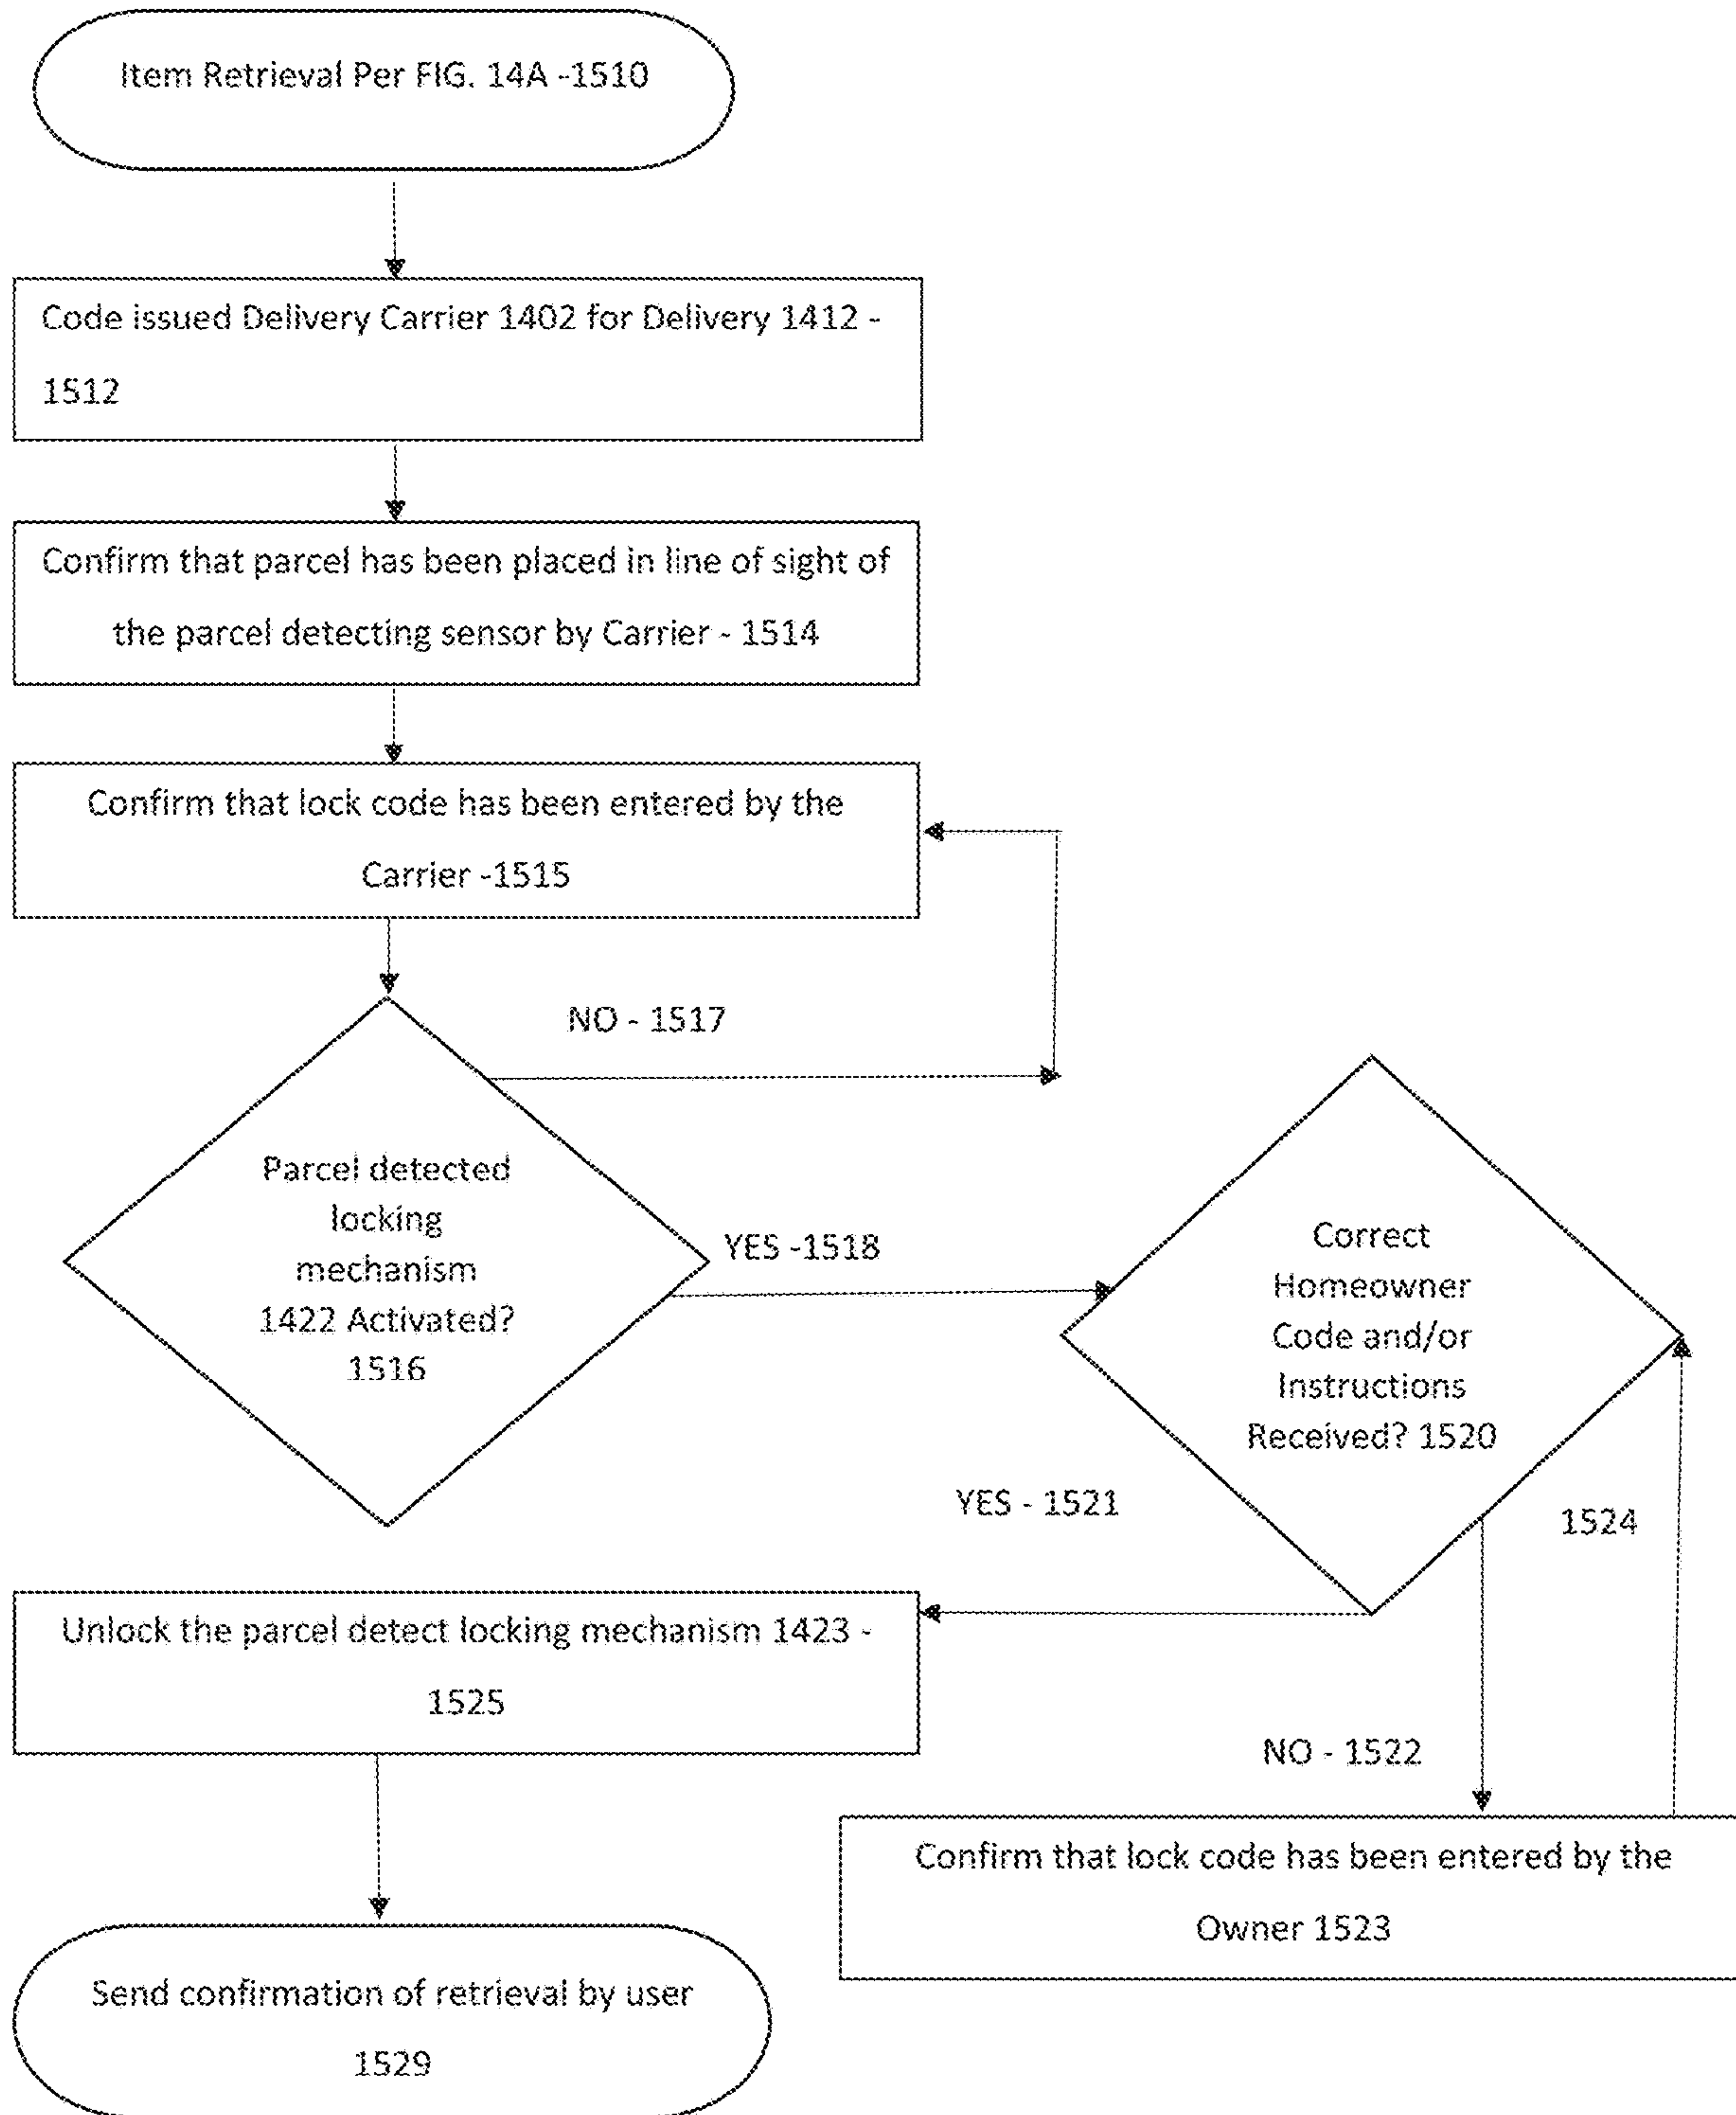 Item Retrieval Per FIG. 14A -1510
Code issued Delivery Carrier 1402 for Delivery 1412 -
1512
Confirm that parcel has been placed in line of sight of
the parcel detecting sensor by Carrier - 1514
Confirm that lock code has been entered by the
Carrier -1515
NO - 1517
Parcel detected
locking
mechanism
1422 Activated?
1516
YES -1518
Correct
Homeowner
Code and/or
Instructions
Received? 1520
YES - 1521
1524
Unlock the parcel detect locking mechanism 1423 -
1525
NO - 1522
Confirm that lock code has been entered by the
Owner 1523
Send confirmation of retrieval by user
1529